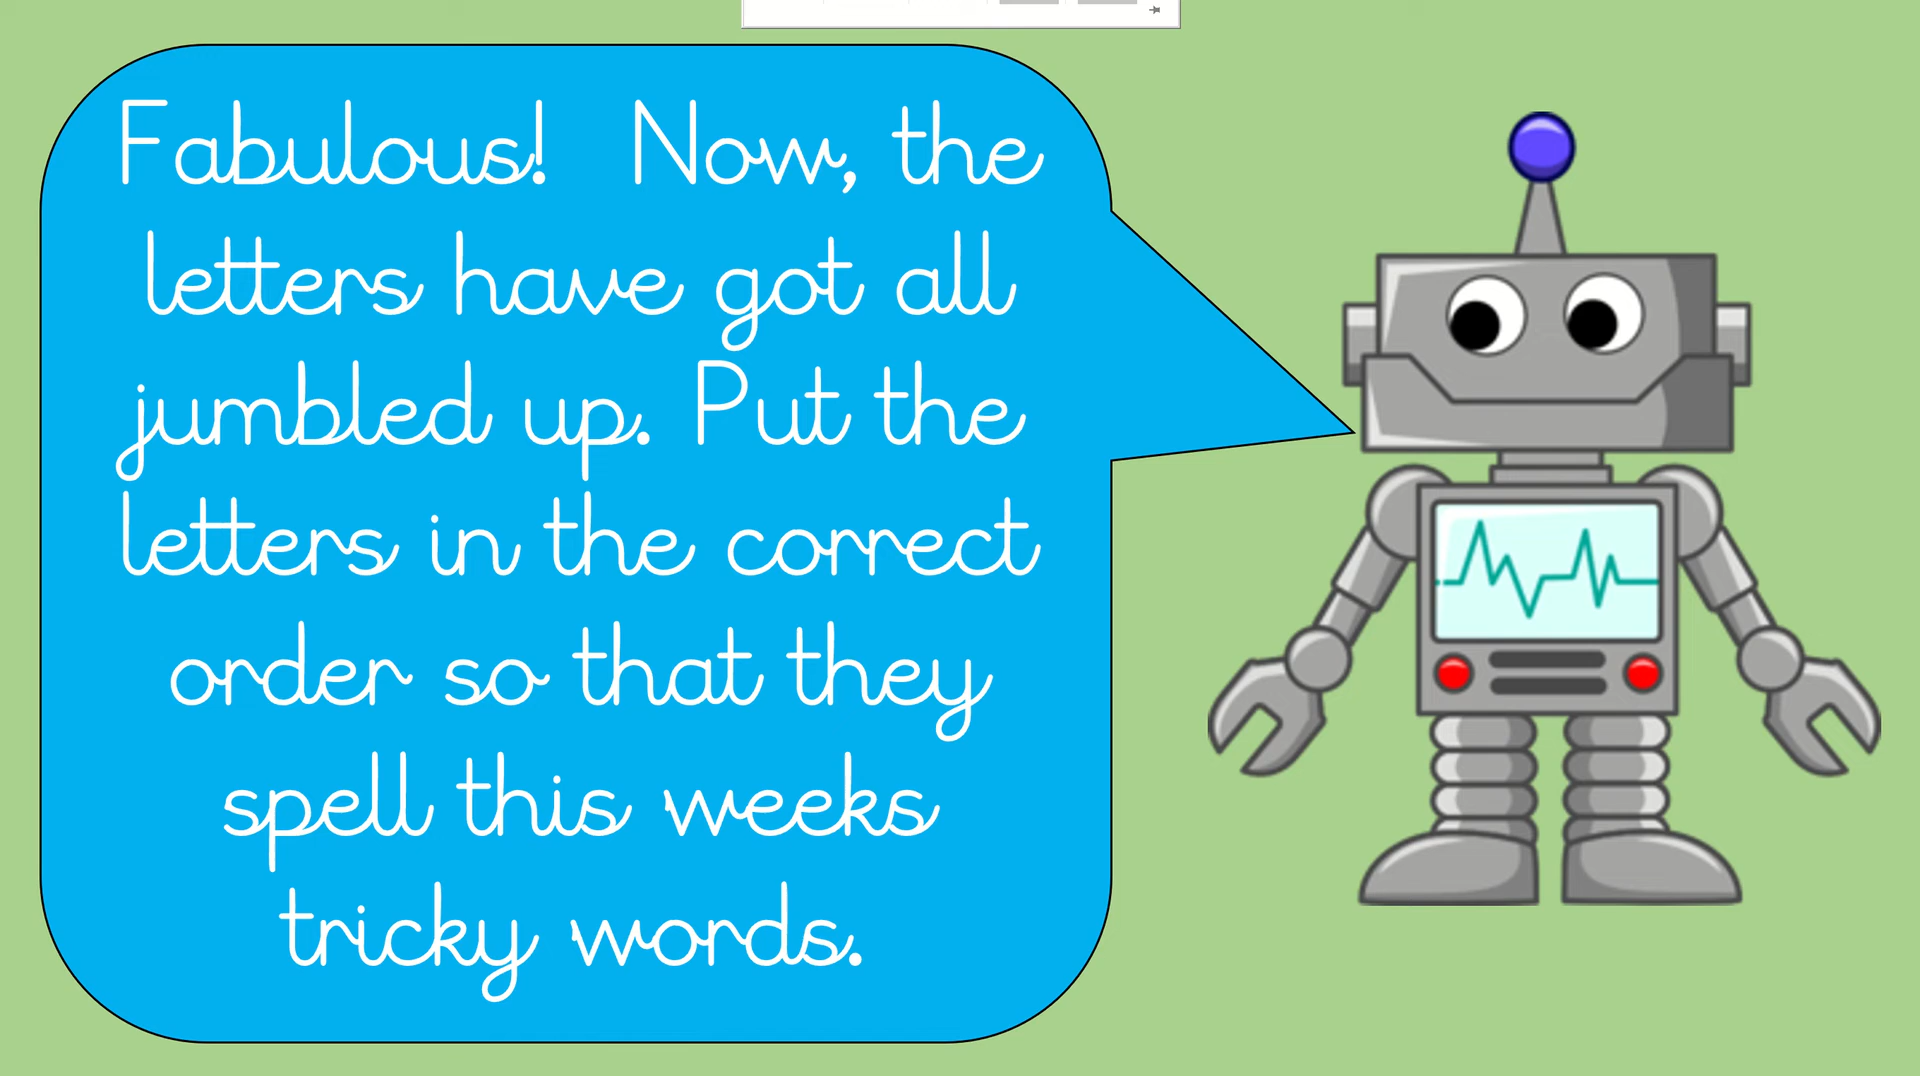 Fabulous! Now, the
letters have got all
jumbled up. Put the
letters in the correct
order so that they
spell this weeks
tricky words.